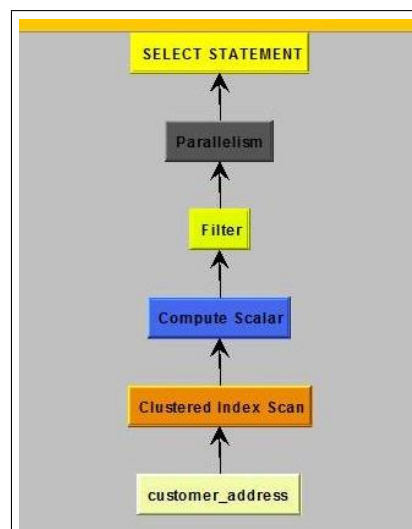 SELECT STATEMENT
Parallelism
Filter
Compute Scalar
Clustered Index Scan
customer_address